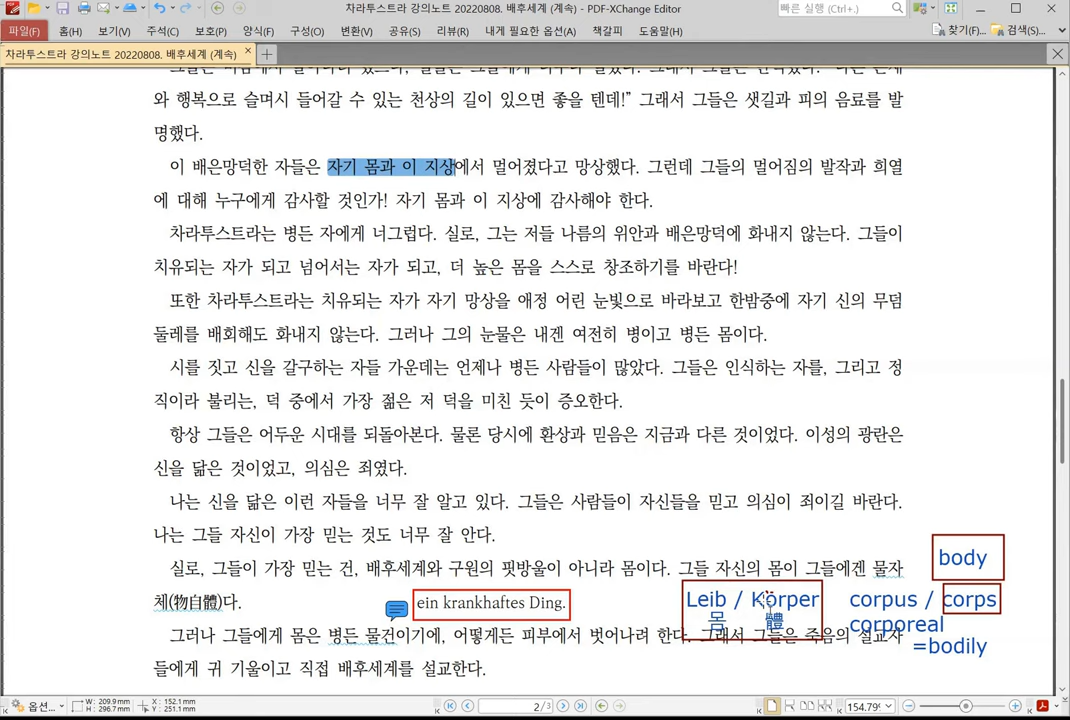 차라투스트라 강의노트 20220808. 배후세계 (계속) - PDF-XChange Editor
빠른 실행 (Ctrl+.)
파일(F) 홈(H) 보기(V) 주석(C) 보호(P) 양식(F) 구성(O) 변환(V) 공유(S) 리뷰(R) 내게 필요한 옵션(A) 책갈피 도움말(H) 찾기(F)... 검색(S)...
차라투스트라 강의노트 20220808. 배후세계 (계속)
와 행복으로 슬며시 들어갈 수 있는 천상의 길이 있으면 좋을 텐데!” 그래서 그들은 샛길과 피의 음료를 발
명했다.
이 배은망덕한 자들은 자기 몸과 이 지상에서 멀어졌다고 망상했다. 그런데 그들의 멀어짐의 발작과 희열
에 대해 누구에게 감사할 것인가! 자기 몸과 이 지상에 감사해야 한다.
차라투스트라는 병든 자에게 너그럽다. 실로, 그는 저들 나름의 위안과 배은망덕에 화내지 않는다. 그들이
치유되는 자가 되고 넘어서는 자가 되고, 더 높은 몸을 스스로 창조하기를 바란다!
또한 차라투스트라는 치유되는 자가 자기 망상을 애정 어린 눈빛으로 바라보고 한밤중에 자기 신의 무덤
둘레를 배회해도 화내지 않는다. 그러나 그의 눈물은 내겐 여전히 병이고 병든 몸이다.
시를 짓고 신을 갈구하는 자들 가운데는 언제나 병든 사람들이 많았다. 그들은 인식하는 자를, 그리고 정
직이라 불리는, 덕 중에서 가장 젊은 저 덕을 미친 듯이 증오한다.
항상 그들은 어두운 시대를 되돌아본다. 물론 당시에 환상과 믿음은 지금과 다른 것이었다. 이성의 광란은
신을 닮은 것이었고, 의심은 죄였다.
나는 신을 닮은 이런 자들을 너무 잘 알고 있다. 그들은 사람들이 자신들을 믿고 의심이 죄이길 바란다.
나는 그들 자신이 가장 믿는 것도 너무 잘 안다.
body
실로, 그들이 가장 믿는 건, 배후세계와 구원의 핏방울이 아니라 몸이다. 그들 자신의 몸이 그들에겐 물자
체(物自體)다.
ein krankhaftes Ding.
Leib / Körper
몸 體
corpus / corps
corporeal
=bodily
그러나 그들에게 몸은 병든 물건이기에, 어떻게든 피부에서 벗어나려 한다. 그래서 그들은 죽음의 설교자
들에게 귀 기울이고 직접 배후세계를 설교한다.
옵션... W: 209.9mm H: 296.7mm X: 152.1mm Y: 251.1mm 2/3 154.79%